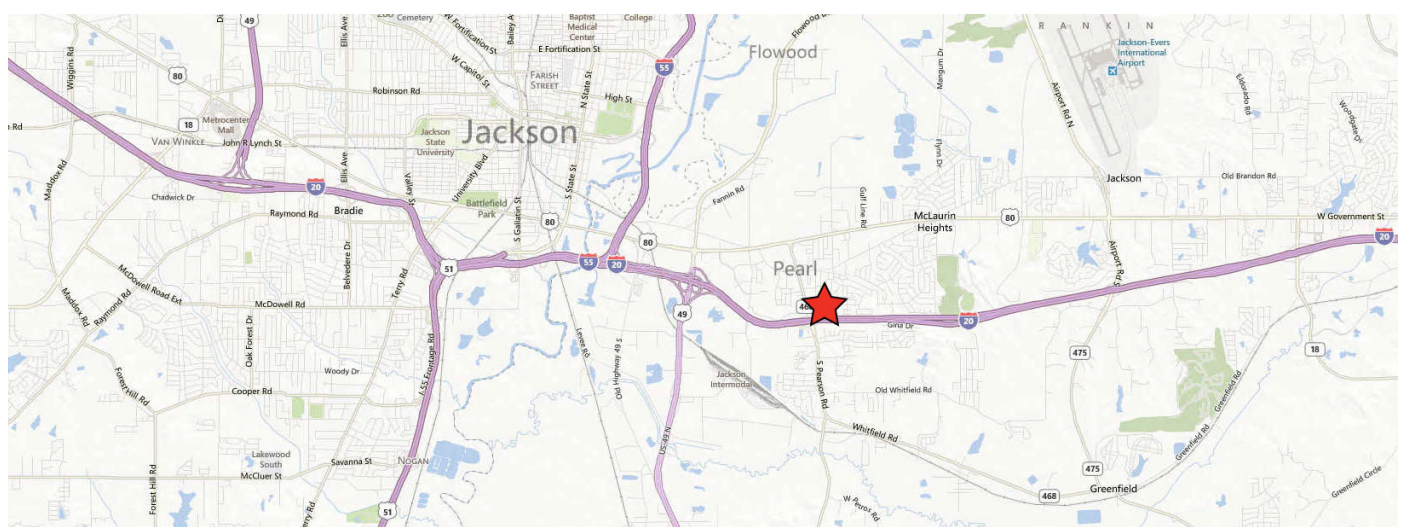 49
ZOO
Cemetery
Ellis Ave
W Fortification St
Bailey Ave
Baptist
Medical
Center
College
E Fortification St
55
Flowood
Flowood
RANKIN
Jackson-Evers
International
Airport
Wiggins Rd
80
W Capitol St
FARISH
STREET
N State St
High St
Robinson Rd
Mangum Dr
Airport Rd N
Eldorado Rd
Woodgate Dr
Metrocenter
Mall
18
VAN WINKLE
John R Lynch St
Jackson
State
University
Jackson
Rd
Maddox Rd
Ellis Ave
Valley St
University Blvd
S State St
Flynn Dr
Jackson
Old Brandon Rd
Chadwick Dr
20
Battlefield
Park
Fannin Rd
Gulf Line Rd
Raymond Rd
Bradie
S Gallatin St
80
McLaurin
Heights
80
W Government St
80
20
Belvedere Dr
Terry Rd
51
55
20
Pearl
Airport Rd S
McDowell Road Ext
Maddox Rd
Raymond Rd
McDowell Rd
49
468
Gina Dr
20
Oak Forest Dr
I-55 Frontage Rd
Levee Rd
Old Highway 49 S
475
18
Forest Hill Rd
Woody Dr
Jackson
Intermodal
S Pearson Rd
Cooper Rd
Old Whitfield Rd
Greenfield Rd
US-49 N
Whitfield Rd
Greenfield Rd
Lakewood
South
Savanna St
NOGAN
McCluer St
475
Forest Hill Rd
468
Greenfield
Greenfield Circle
Terry Rd
51
W Petros Rd